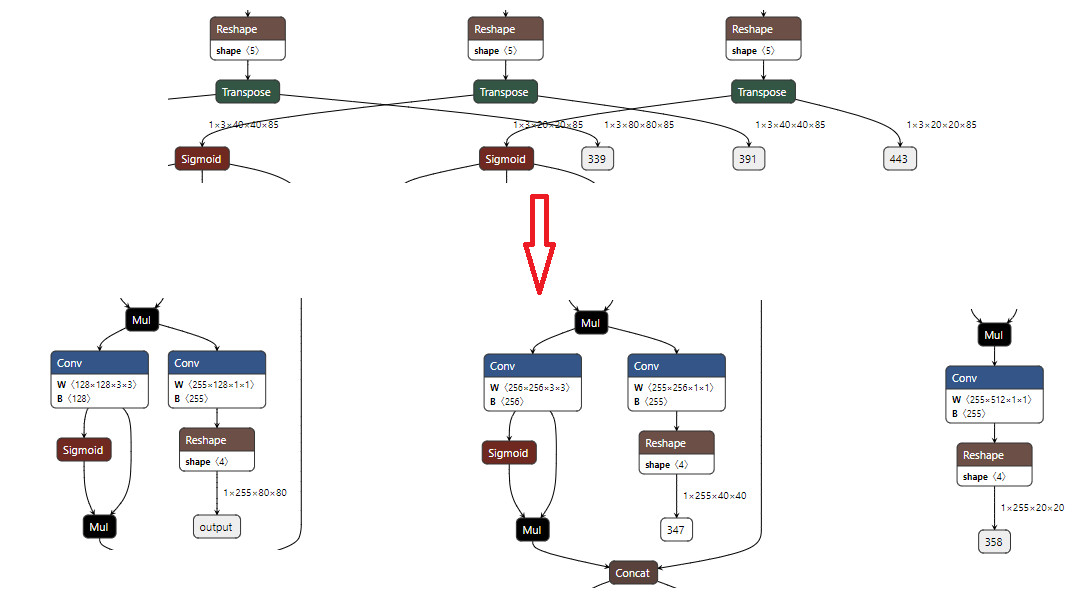 Reshape
Reshape
Reshape
shape 〈5〉
shape 〈5〉
shape 〈5〉
Transpose
Transpose
Transpose
1×3×40×40×85
1×3×20×20×85
1×3×80×80×85
1×3×40×40×85
1×3×20×20×85
Sigmoid
Sigmoid
339
391
443
Mul
Conv
W 〈128×128×3×3〉
B 〈128〉
Conv
W 〈255×128×1×1〉
B 〈255〉
Sigmoid
Reshape
shape 〈4〉
1×255×80×80
Mul
output
Mul
Conv
W 〈256×256×3×3〉
B 〈256〉
Conv
W 〈255×256×1×1〉
B 〈255〉
Sigmoid
Reshape
shape 〈4〉
1×255×40×40
Mul
347
Concat
Mul
Conv
W 〈255×512×1×1〉
B 〈255〉
Reshape
shape 〈4〉
1×255×20×20
358